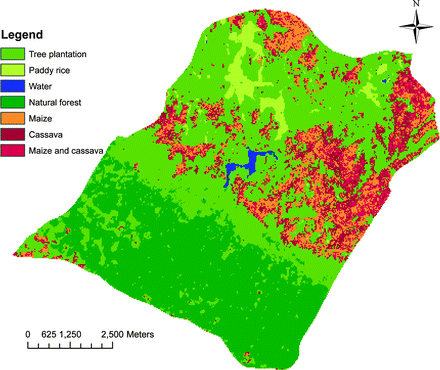 N
Legend
Tree plantation
Paddy rice
Water
Natural forest
Maize
Cassava
Maize and cassava
0 625 1,250 2,500 Meters